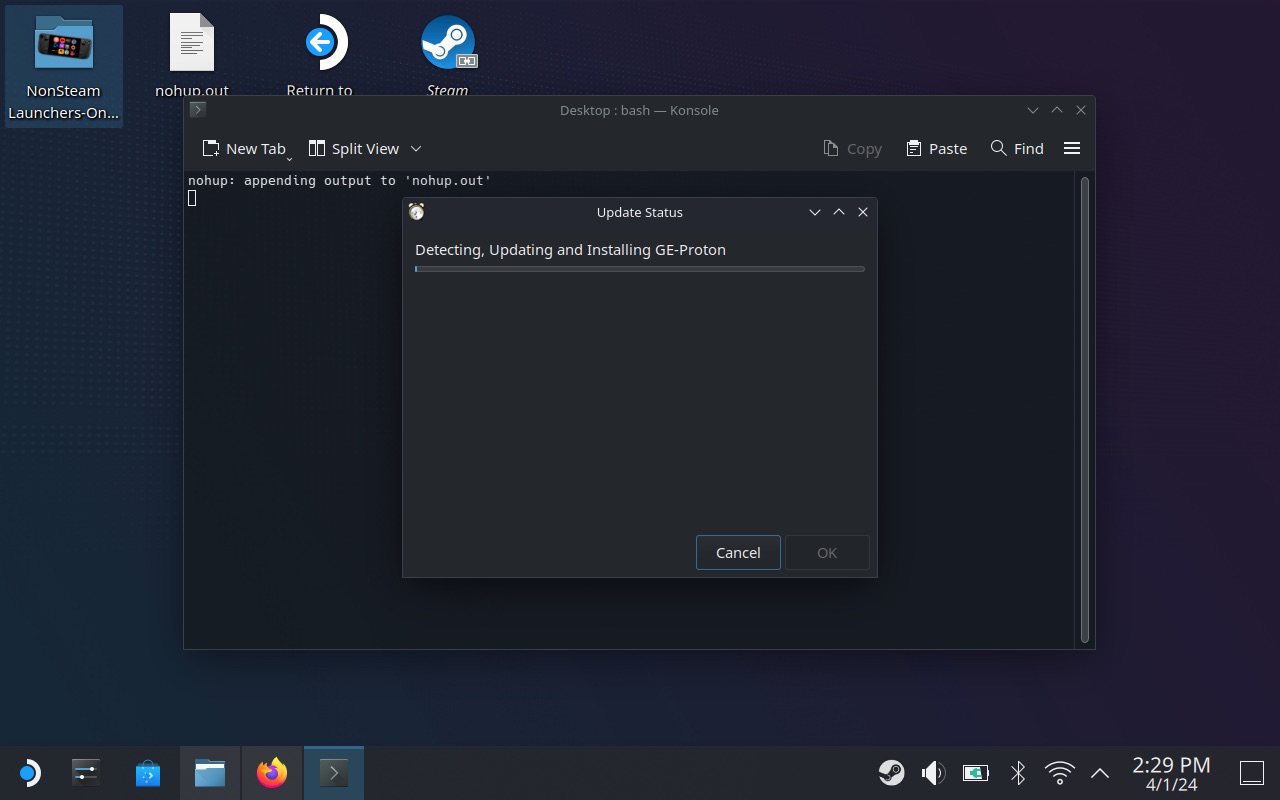 NonSteam
Launchers-On...
nohup.out
Return to
Steam
Desktop : bash — Konsole
New Tab
Split View
Copy
Paste
Find
nohup: appending output to 'nohup.out'
Update Status
Detecting, Updating and Installing GE-Proton
Cancel
OK
2:29 PM
4/1/24